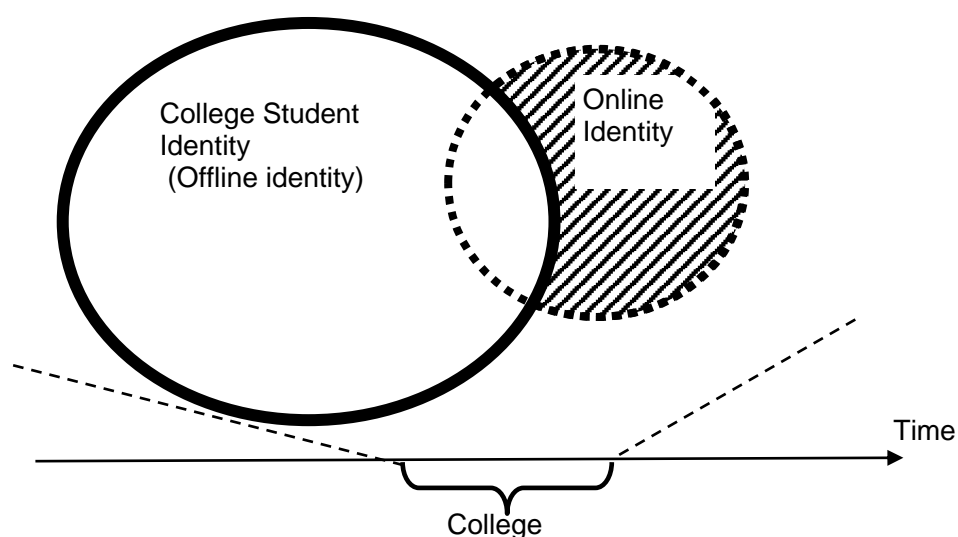 College Student
Identity
(Offline identity)
Online
Identity
Time
College